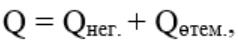 Q = Qнег. + Qөтем.,